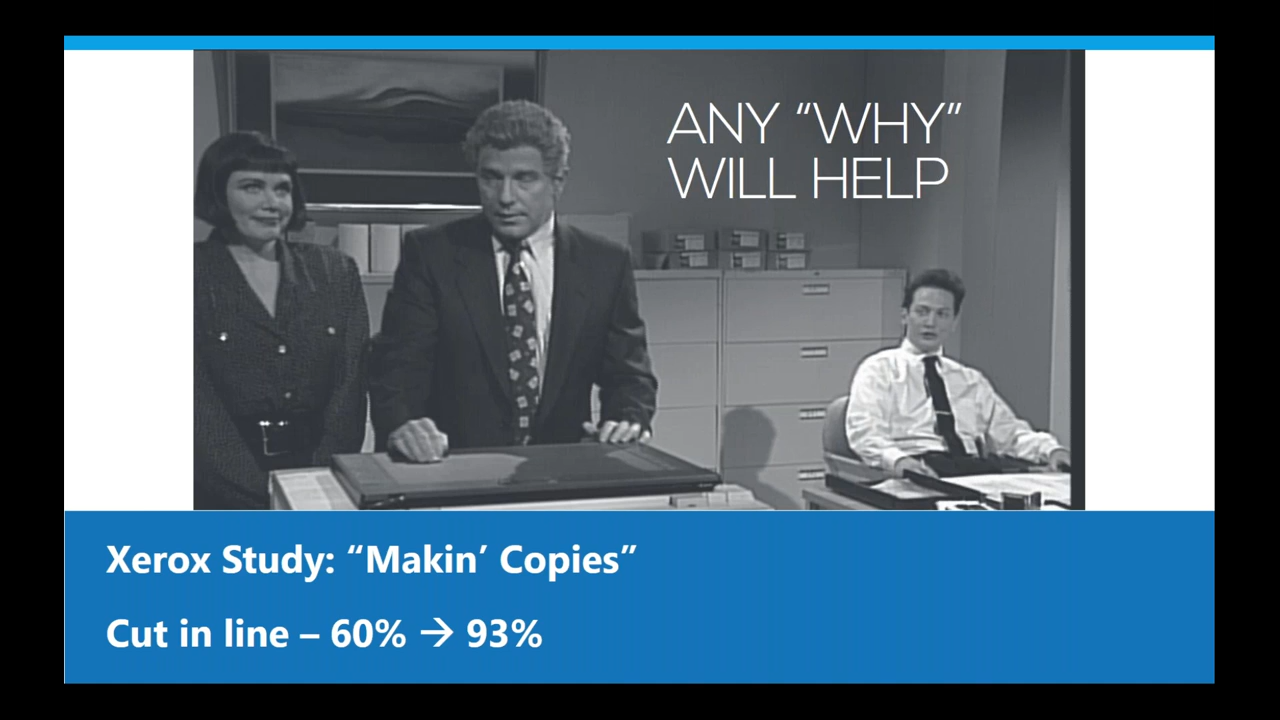 ANY “WHY”
WILL HELP
Xerox Study: “Makin’ Copies”
Cut in line – 60% → 93%